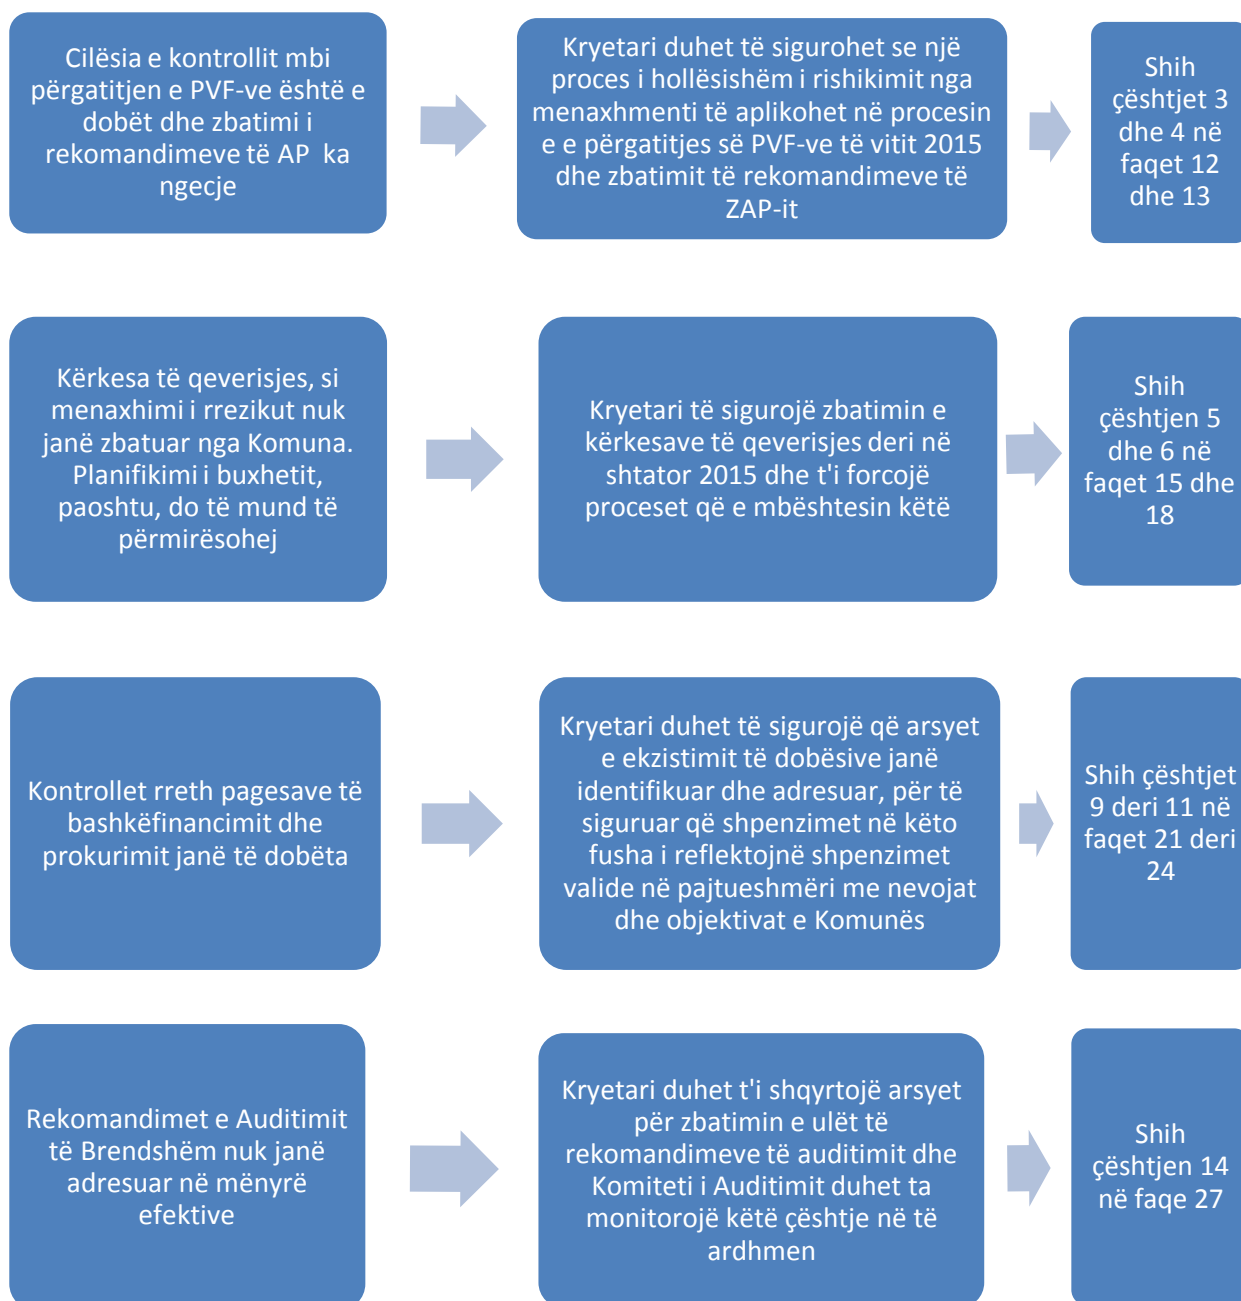 Cilësia e kontrollit mbi
përgatitjen e PVF-ve është e
dobët dhe zbatimi i
rekomandimeve të AP ka
ngecje
Kryetari duhet të sigurohet se një
proces i hollësishëm i rishikimit nga
menaxhmenti të aplikohet në procesin
e e përgatitjes së PVF-ve të vitit 2015
dhe zbatimit të rekomandimeve të
ZAP-it
Shih
çështjet 3
dhe 4 në
faqet 12
dhe 13
Kërkesa të qeverisjes, si
menaxhimi i rrezikut nuk
janë zbatuar nga Komuna.
Planifikimi i buxhetit,
paoshtu, do të mund të
përmirësohej
Kryetari të sigurojë zbatimin e
kërkesave të qeverisjes deri në
shtator 2015 dhe t'i forcojë
proceset që e mbështesin këtë
Shih
çështjen 5
dhe 6 në
faqet 15 dhe
18
Kontrollet rreth pagesave të
bashkëfinancimit dhe
prokurimit janë të dobëta
Kryetari duhet të sigurojë që arsyet
e ekzistimit të dobësive janë
identifikuar dhe adresuar, për të
siguruar që shpenzimet në këto
fusha i reflektojnë shpenzimet
valide në pajtueshmëri me nevojat
dhe objektivat e Komunës
Shih çështjet
9 deri 11 në
faqet 21 deri
24
Rekomandimet e Auditimit
të Brendshëm nuk janë
adresuar në mënyrë
efektive
Kryetari duhet t'i shqyrtojë arsyet
për zbatimin e ulët të
rekomandimeve të auditimit dhe
Komiteti i Auditimit duhet ta
monitorojë këtë çështje në të
ardhmen
Shih
çështjen 14
në faqe 27